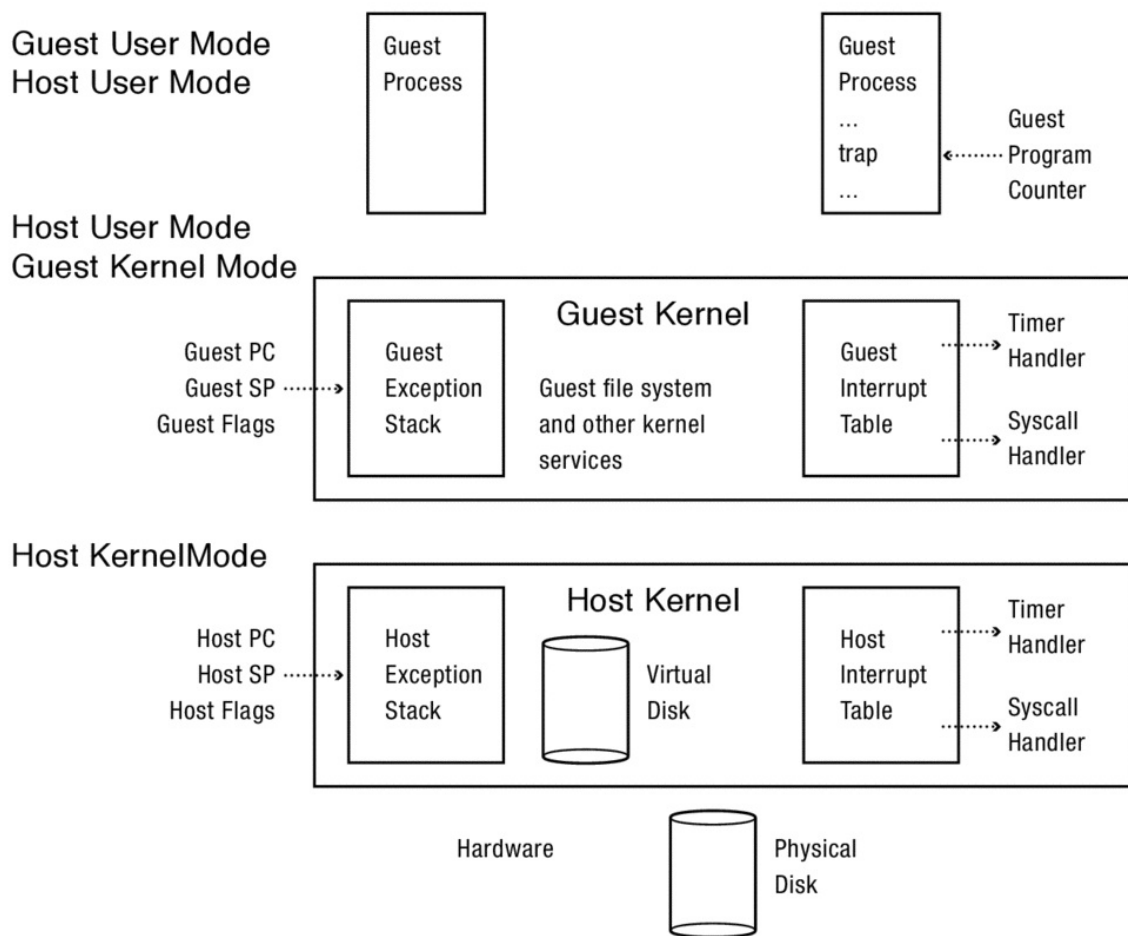 Guest User Mode
Host User Mode
Guest
Process
Guest
Process
...
trap
...
Guest
Program
Counter
Host User Mode
Guest Kernel Mode
Guest Kernel
Guest PC
Guest SP
Guest Flags
Guest
Exception
Stack
Guest file system
and other kernel
services
Guest
Interrupt
Table
Timer
Handler
Syscall
Handler
Host KernelMode
Host Kernel
Host PC
Host SP
Host Flags
Host
Exception
Stack
Virtual
Disk
Host
Interrupt
Table
Timer
Handler
Syscall
Handler
Hardware
Physical
Disk